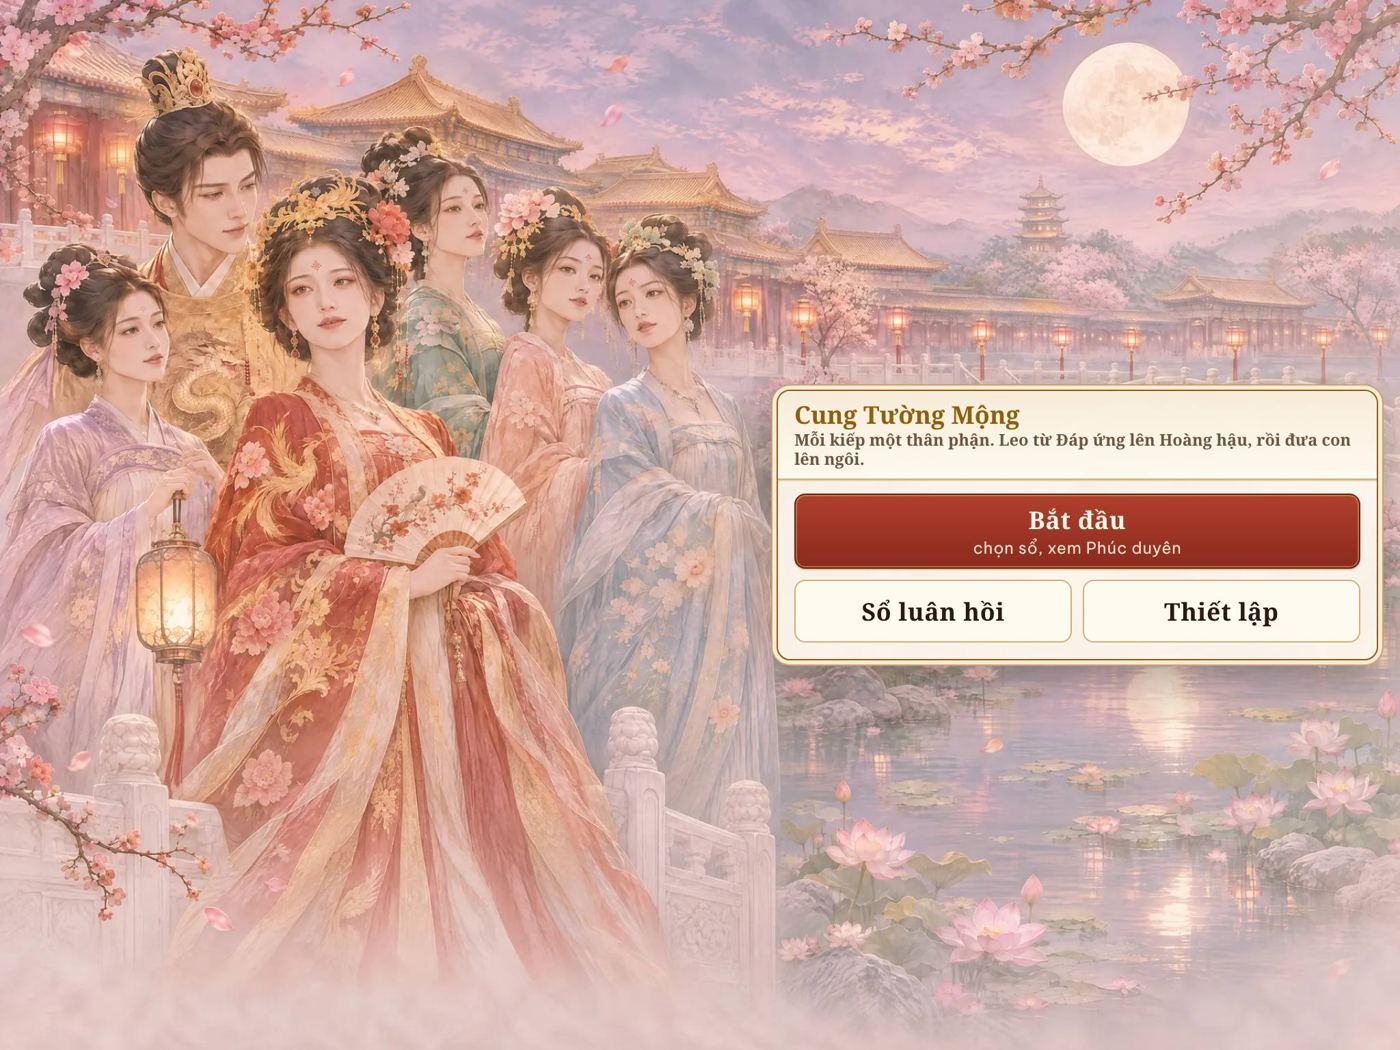 Cung Tường Mộng
Mỗi kiếp một thân phận. Leo từ Đáp ứng lên Hoàng hậu, rồi đưa con
lên ngôi.
Bắt đầu
chọn sổ, xem Phúc duyên
Sổ luân hồi
Thiết lập